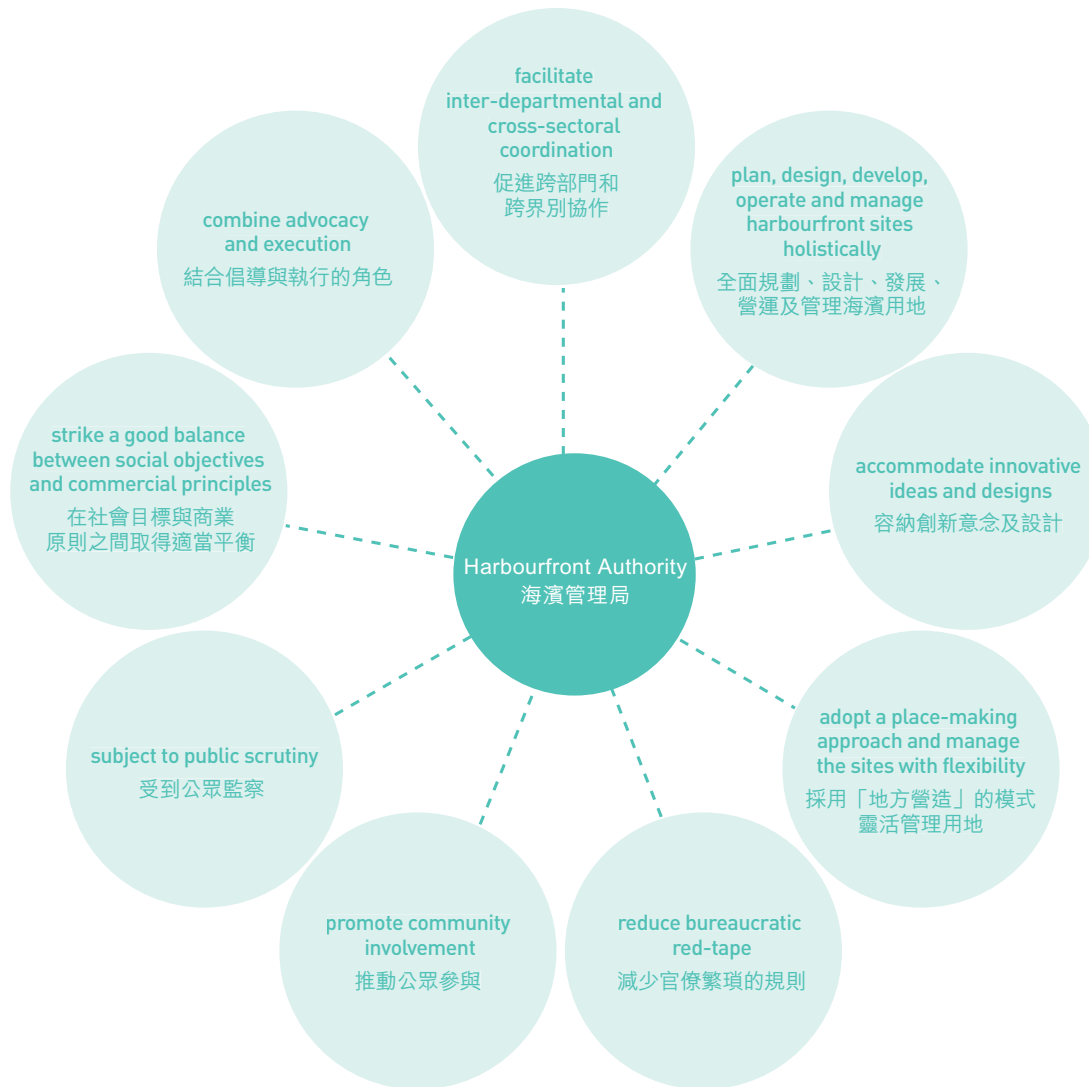 facilitate
inter-departmental and
cross-sectoral
coordination
促進跨部門和
跨界別協作
plan, design, develop,
operate and manage
harbourfront sites
holistically
全面規劃、設計、發展、
營運及管理海濱用地
accommodate innovative
ideas and designs
容納創新意念及設計
adopt a place-making
approach and manage
the sites with flexibility
採用「地方營造」的模式
靈活管理用地
reduce bureaucratic
red-tape
減少官僚繁瑣的規則
promote community
involvement
推動公眾參與
subject to public scrutiny
受到公眾監察
strike a good balance
between social objectives
and commercial principles
在社會目標與商業
原則之間取得適當平衡
combine advocacy
and execution
結合倡導與執行的角色
Harbourfront Authority
海濱管理局